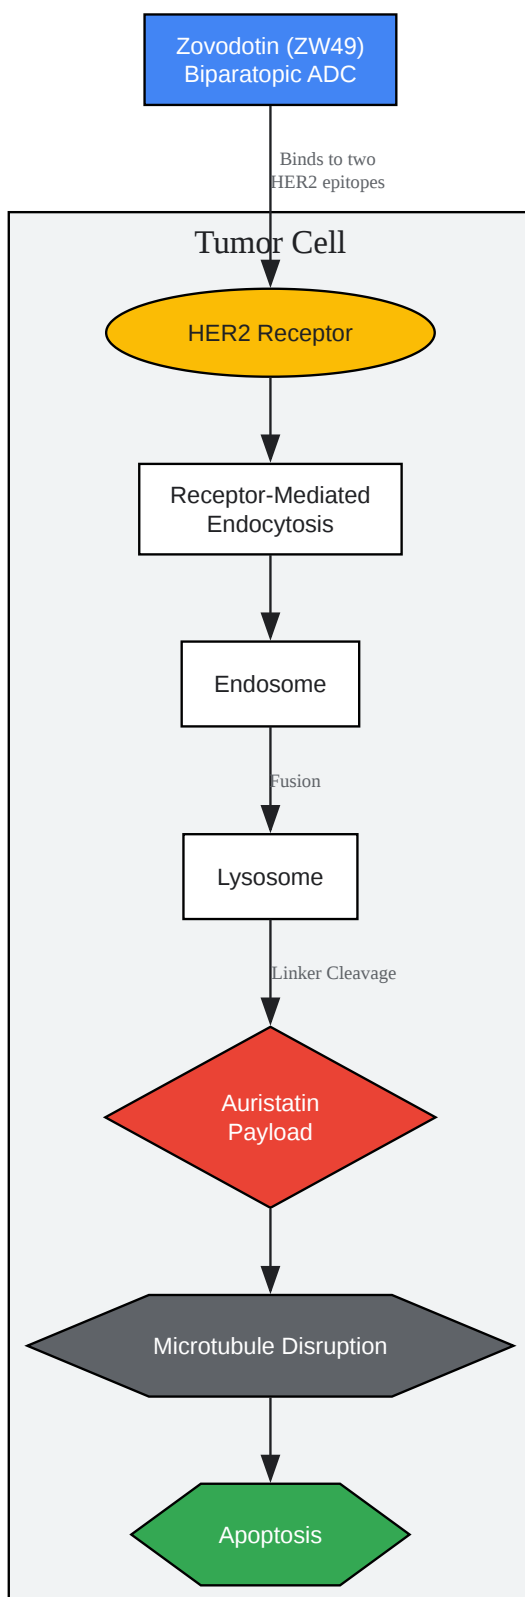 Zovodotin (ZW49)
Biparatopic ADC
Binds to two
HER2 epitopes
Tumor Cell
HER2 Receptor
Receptor-Mediated
Endocytosis
Endosome
Fusion
Lysosome
Linker Cleavage
Auristatin
Payload
Microtubule Disruption
Apoptosis